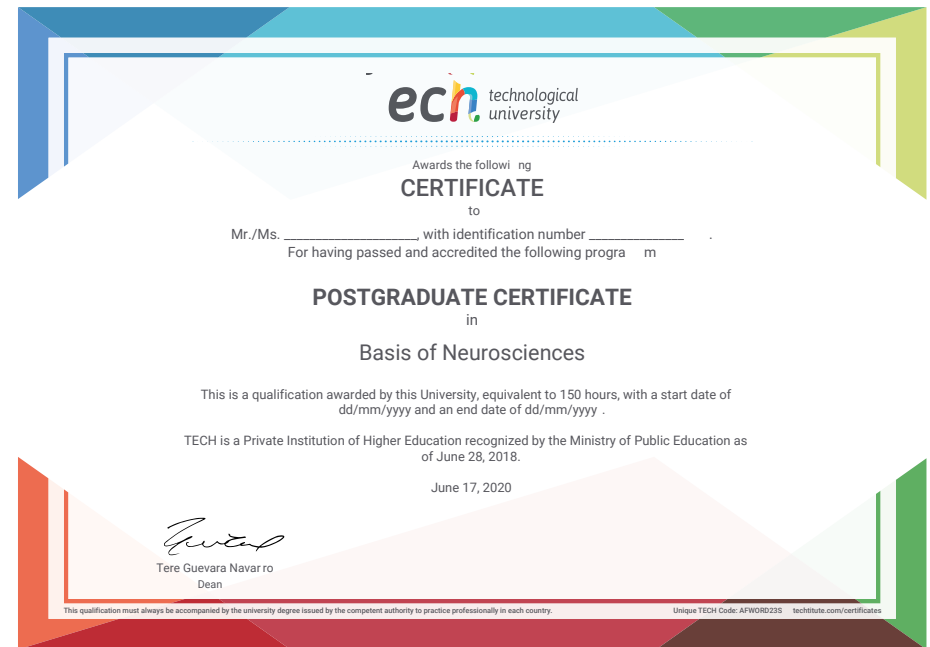 ech technological
university
Awards the followi ng
CERTIFICATE
to
Mr./Ms. ____________________, with identification number ______________ .
For having passed and accredited the following progra m
POSTGRADUATE CERTIFICATE
in
Basis of Neurosciences
This is a qualification awarded by this University, equivalent to 150 hours, with a start date of
dd/mm/yyyy and an end date of dd/mm/yyyy .
TECH is a Private Institution of Higher Education recognized by the Ministry of Public Education as
of June 28, 2018.
June 17, 2020
Tere Guevara Navar ro
Dean
This qualification must always be accompanied by the university degree issued by the competent authority to practice professionally in each country. Unique TECH Code: AFWORD23S techtitute.com/certificates